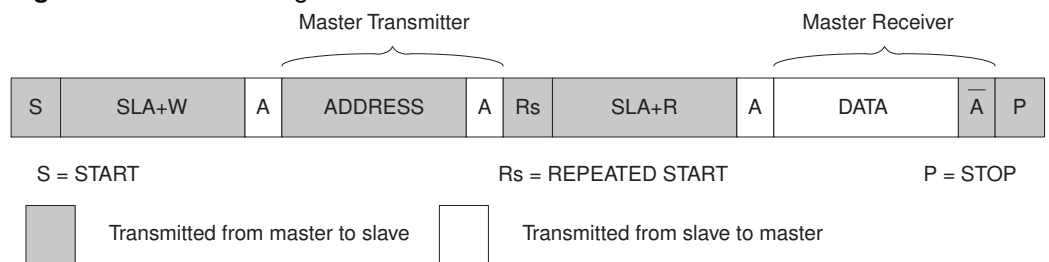 Master Transmitter Master Receiver
S SLA+W A ADDRESS A Rs SLA+R A DATA A̅ P
S = START Rs = REPEATED START P = STOP
Transmitted from master to slave Transmitted from slave to master